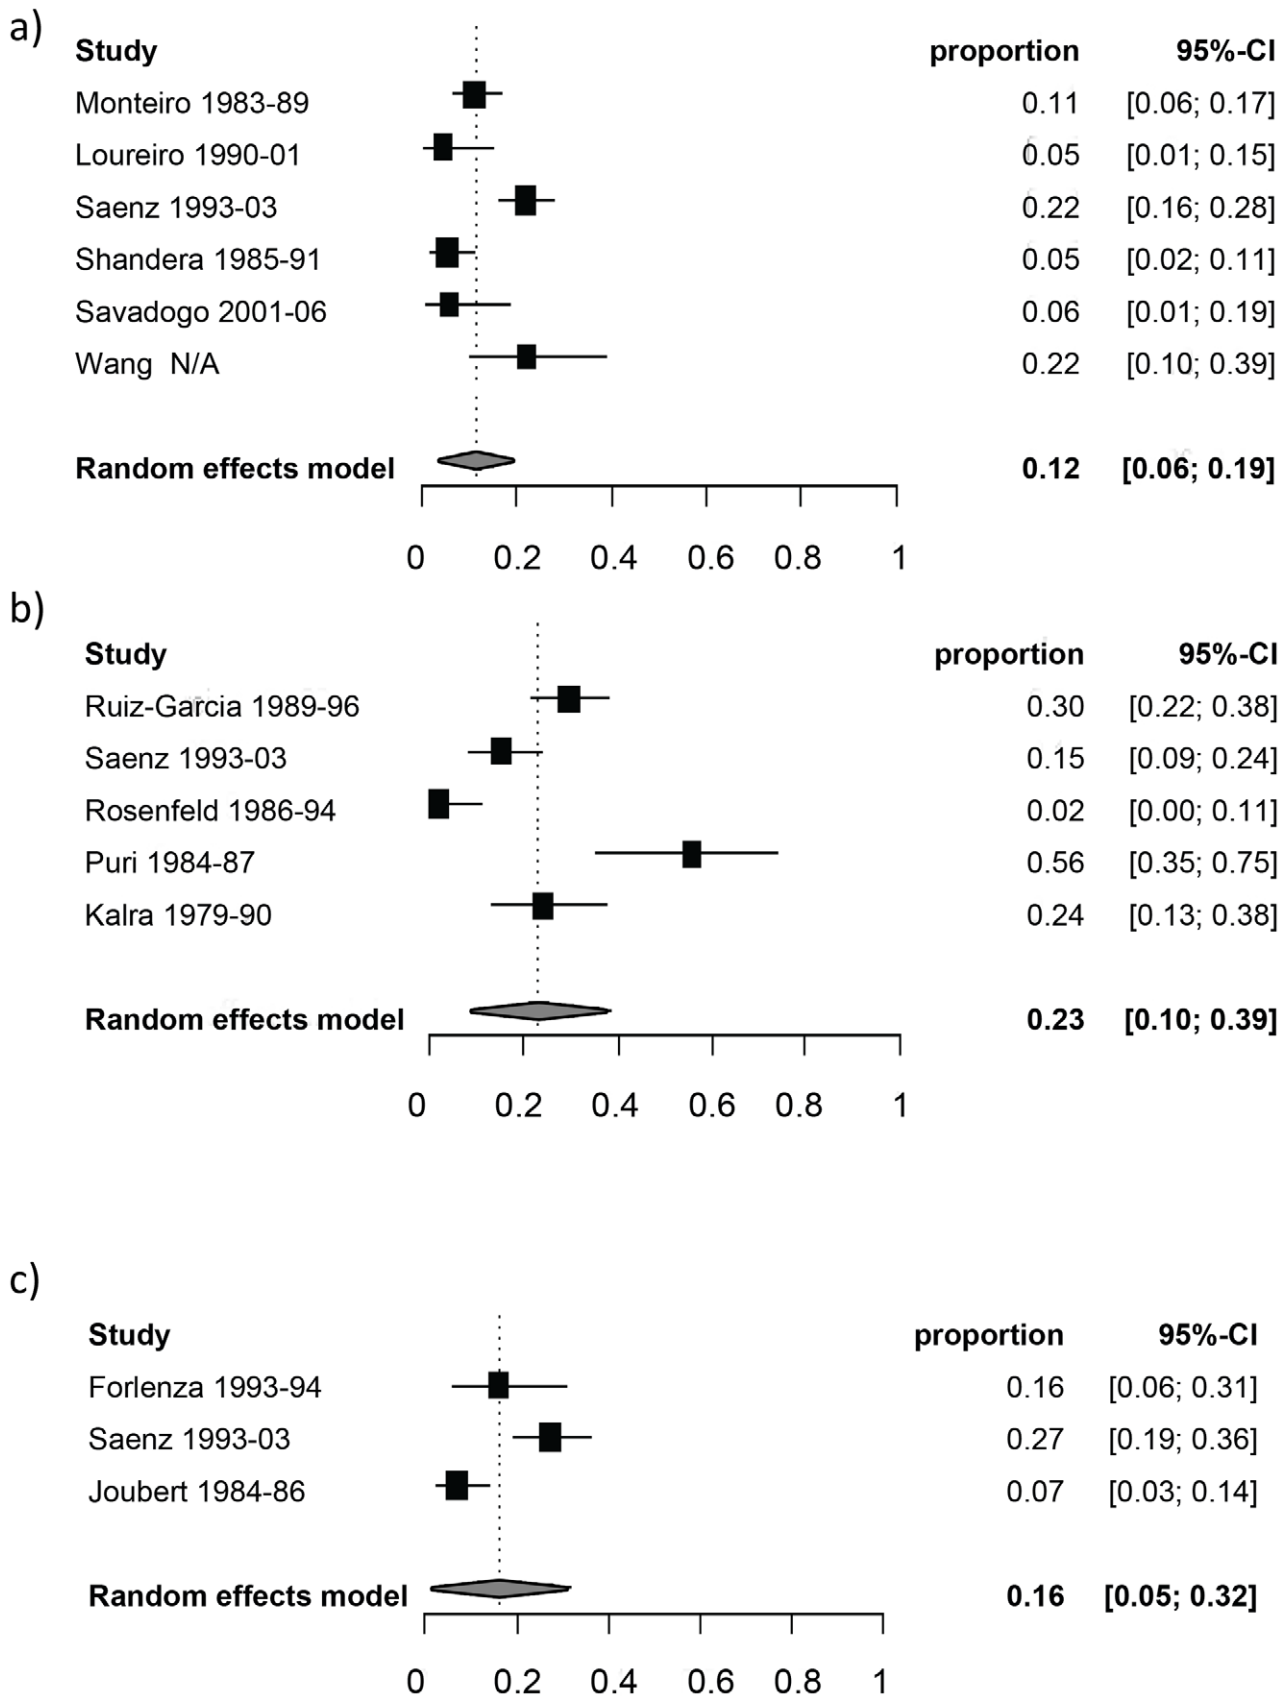 a)
Study proportion 95%-CI
Monteiro 1983-89 0.11 [0.06; 0.17]
Loureiro 1990-01 0.05 [0.01; 0.15]
Saenz 1993-03 0.22 [0.16; 0.28]
Shandera 1985-91 0.05 [0.02; 0.11]
Savadogo 2001-06 0.06 [0.01; 0.19]
Wang N/A 0.22 [0.10; 0.39]
Random effects model 0.12 [0.06; 0.19]
0 0.2 0.4 0.6 0.8 1
b)
Study proportion 95%-CI
Ruiz-Garcia 1989-96 0.30 [0.22; 0.38]
Saenz 1993-03 0.15 [0.09; 0.24]
Rosenfeld 1986-94 0.02 [0.00; 0.11]
Puri 1984-87 0.56 [0.35; 0.75]
Kalra 1979-90 0.24 [0.13; 0.38]
Random effects model 0.23 [0.10; 0.39]
0 0.2 0.4 0.6 0.8 1
c)
Study proportion 95%-CI
Forlenza 1993-94 0.16 [0.06; 0.31]
Saenz 1993-03 0.27 [0.19; 0.36]
Joubert 1984-86 0.07 [0.03; 0.14]
Random effects model 0.16 [0.05; 0.32]
0 0.2 0.4 0.6 0.8 1